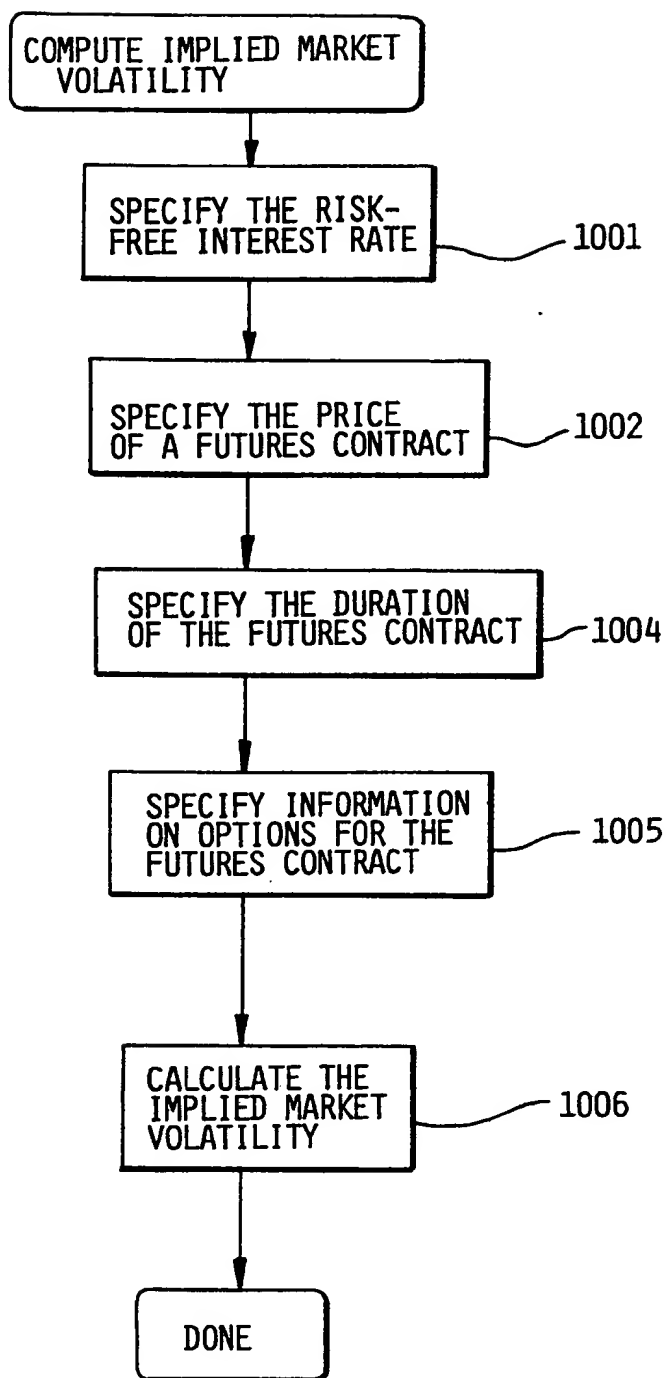 COMPUTE IMPLIED MARKET
VOLATILITY
SPECIFY THE RISK-
FREE INTEREST RATE
1001
SPECIFY THE PRICE
OF A FUTURES CONTRACT
1002
SPECIFY THE DURATION
OF THE FUTURES CONTRACT
1004
SPECIFY INFORMATION
ON OPTIONS FOR THE
FUTURES CONTRACT
1005
CALCULATE THE
IMPLIED MARKET
VOLATILITY
1006
DONE